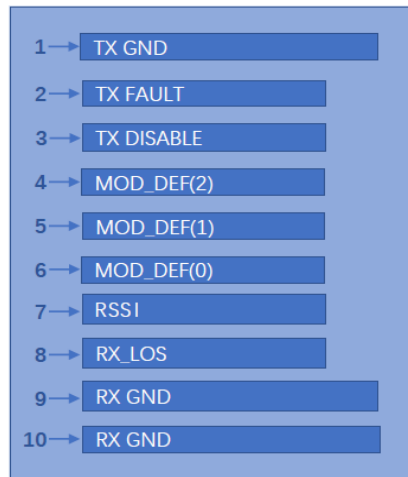 1 TX GND
2 TX FAULT
3 TX DISABLE
4 MOD_DEF(2)
5 MOD_DEF(1)
6 MOD_DEF(0)
7 RSSI
8 RX_LOS
9 RX GND
10 RX GND